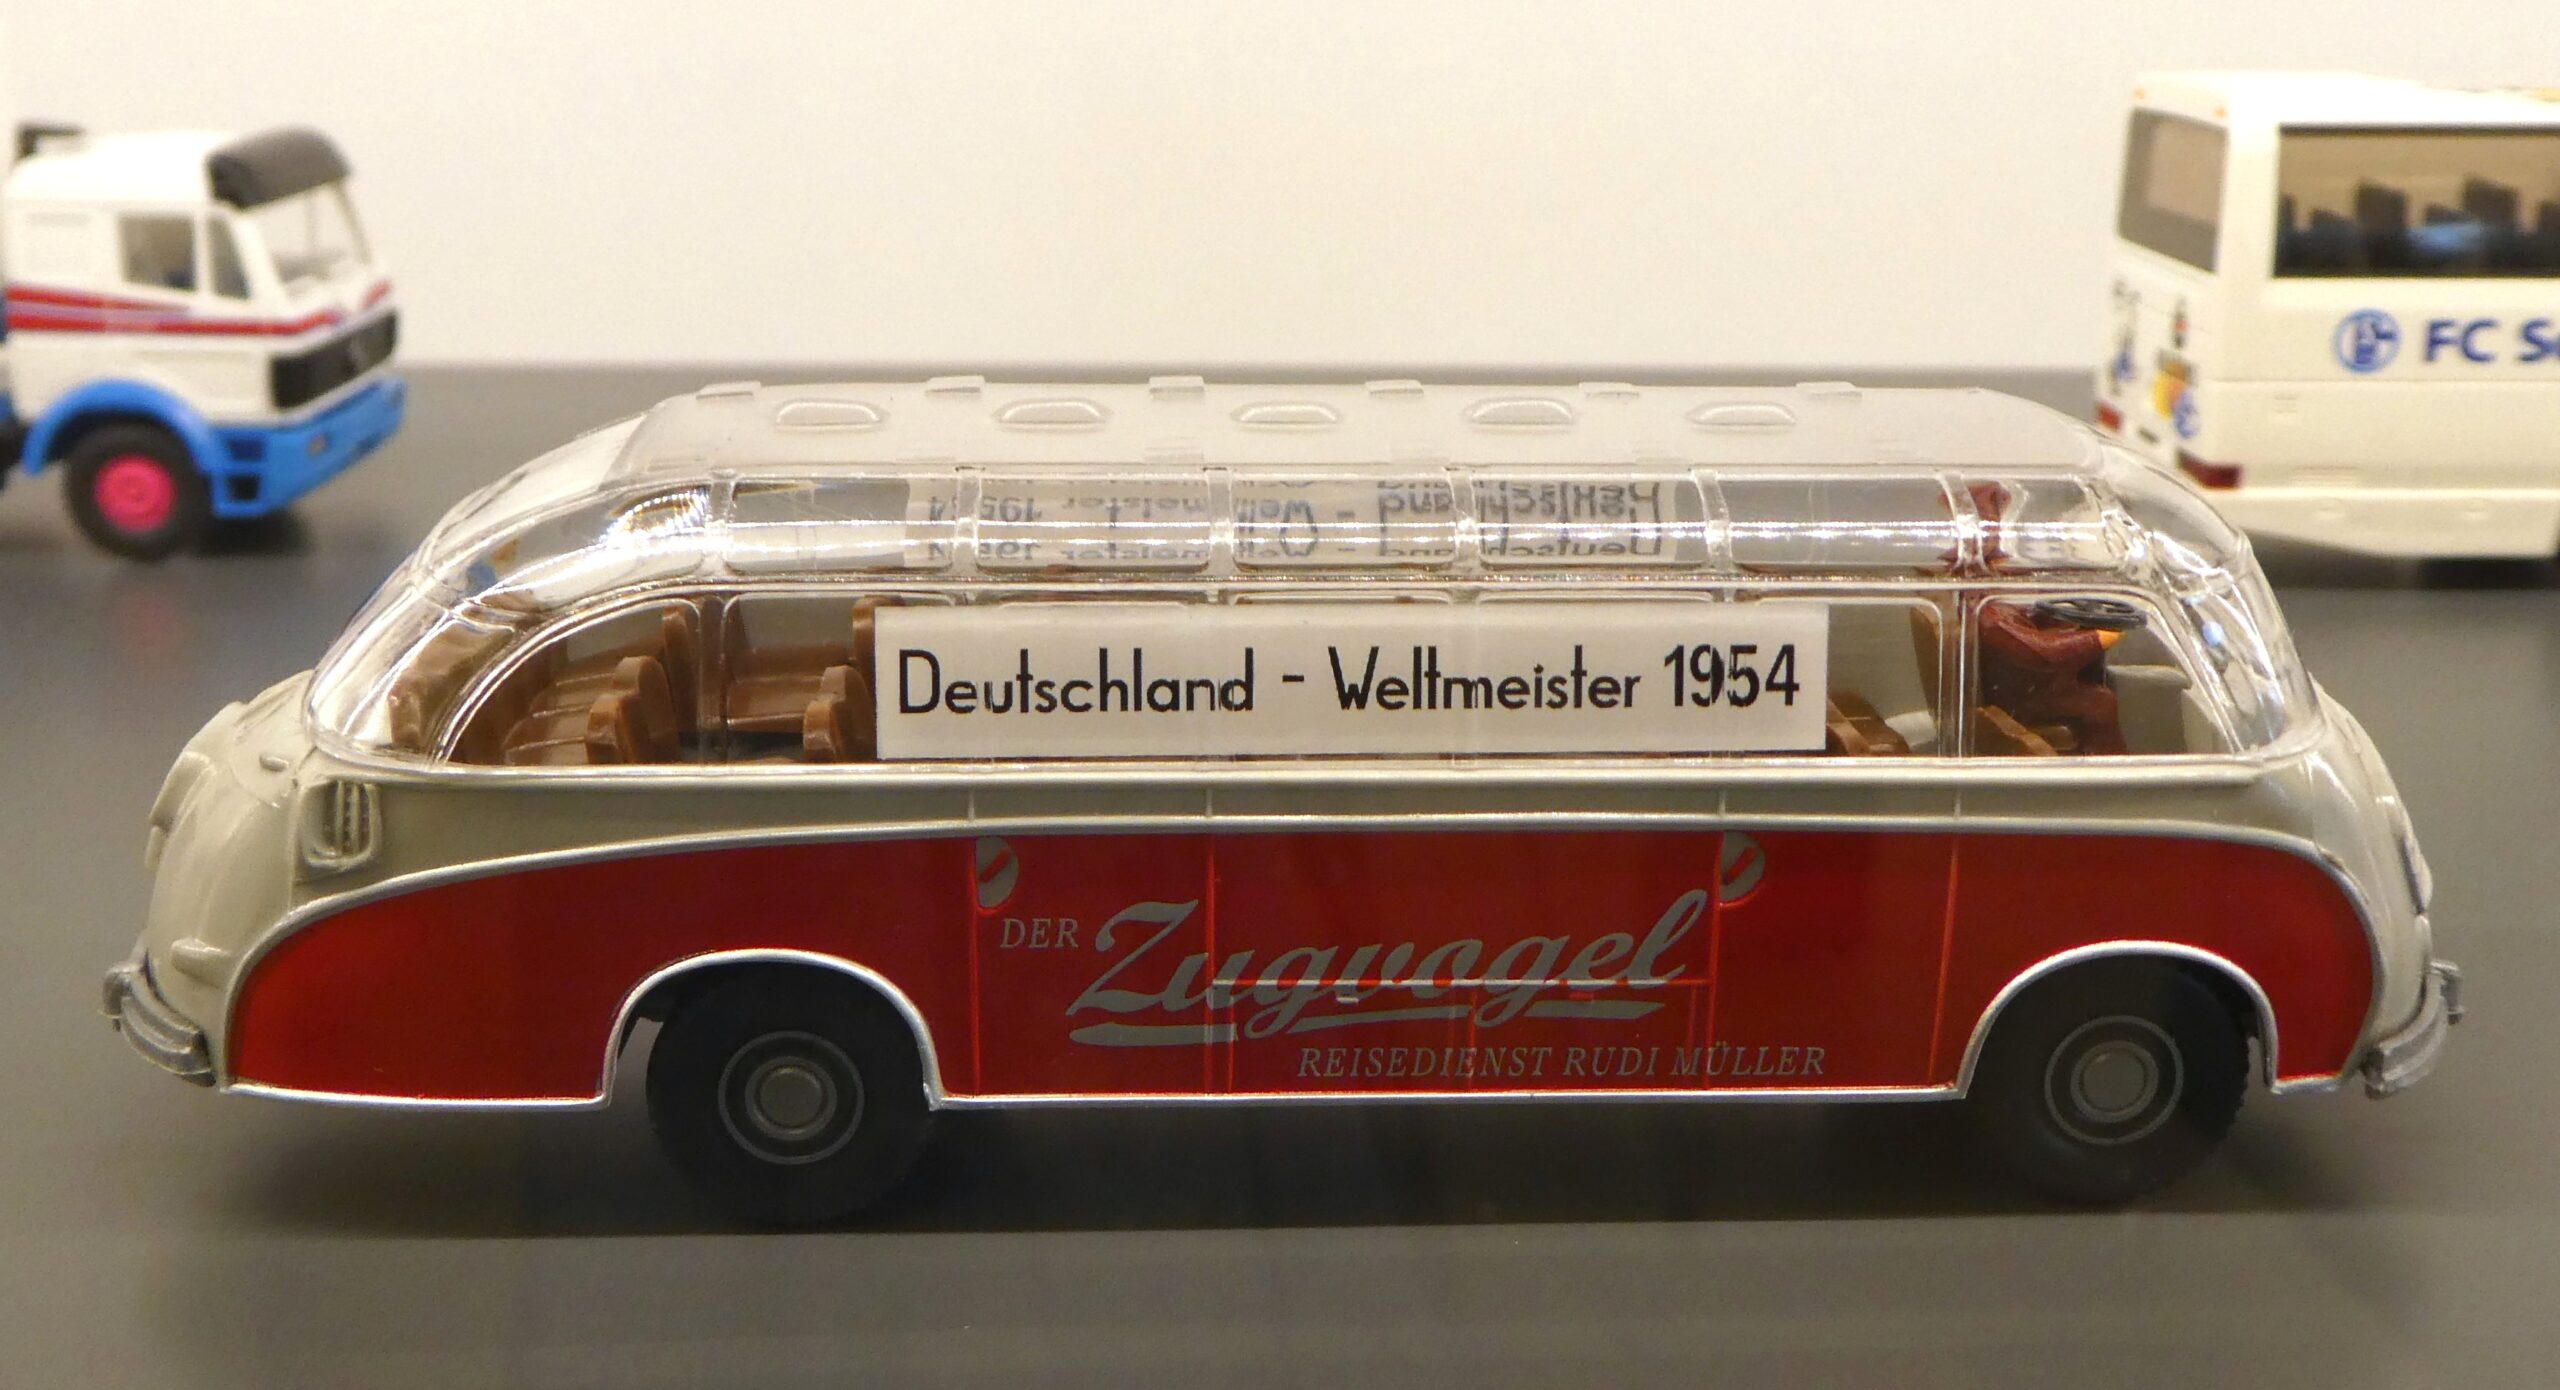 FC S
Deutschland - Weltmeister 1954
DER Zugvogel
REISEDIENST RUDI MÜLLER